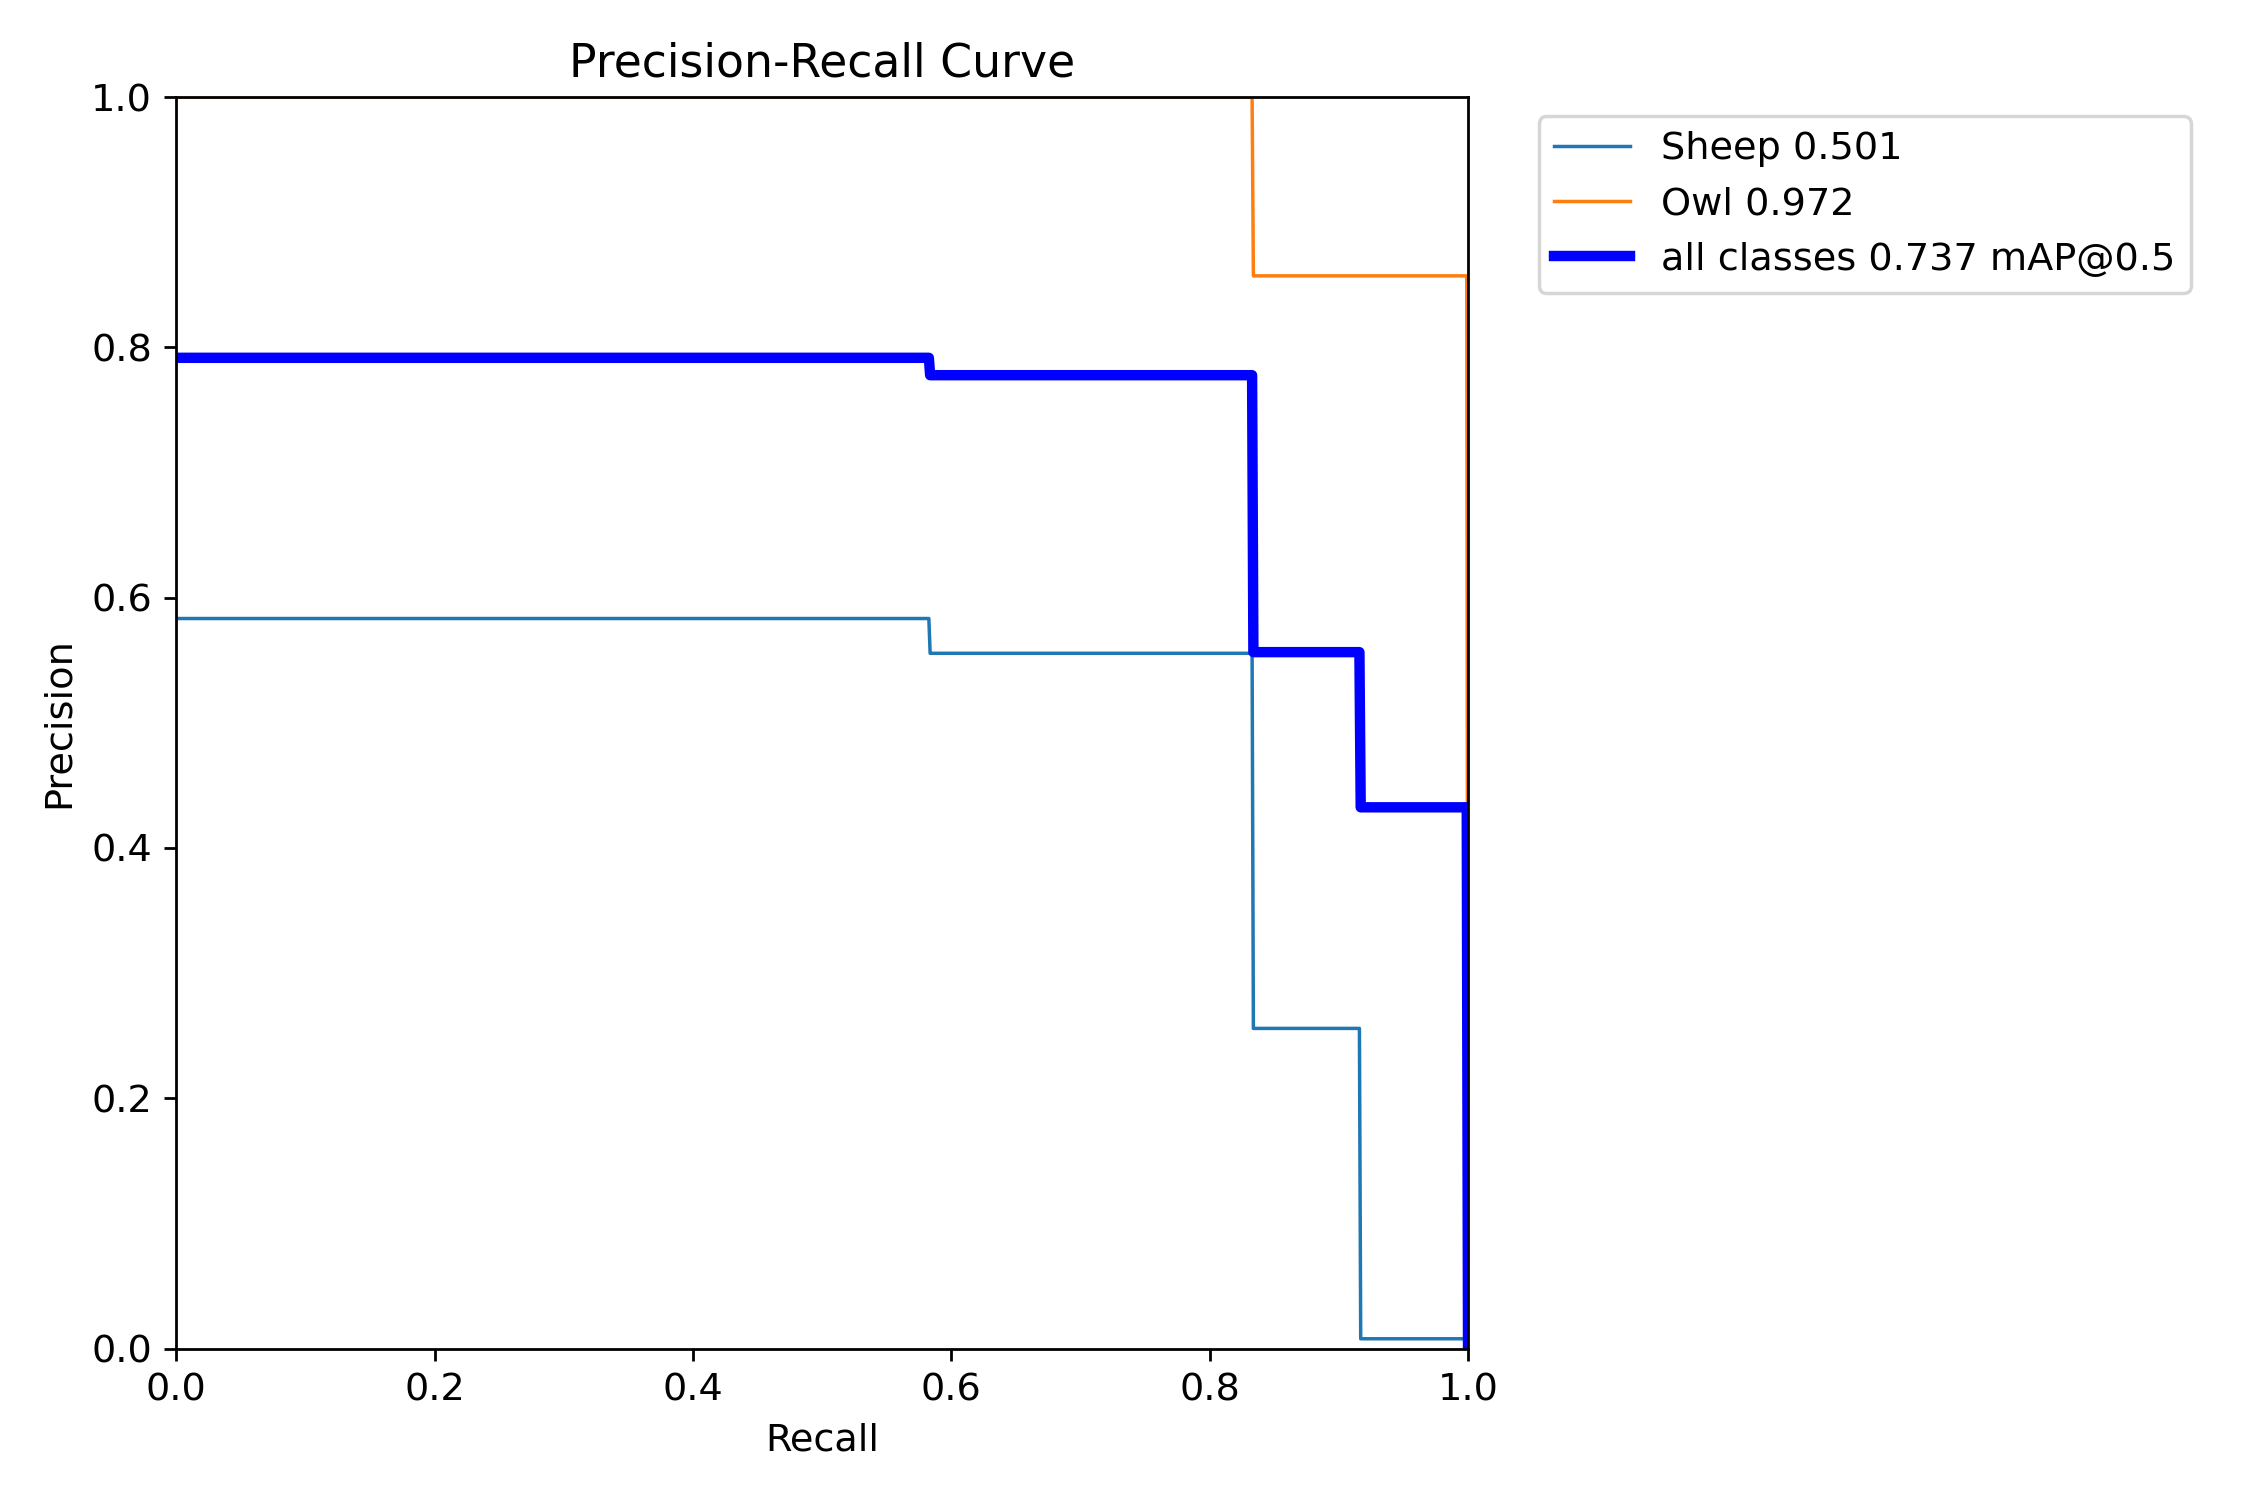 Precision-Recall Curve
1.0
0.8
0.6
0.4
0.2
0.0
Precision
0.0 0.2 0.4 0.6 0.8 1.0
Recall
Sheep 0.501
Owl 0.972
all classes 0.737 mAP@0.5